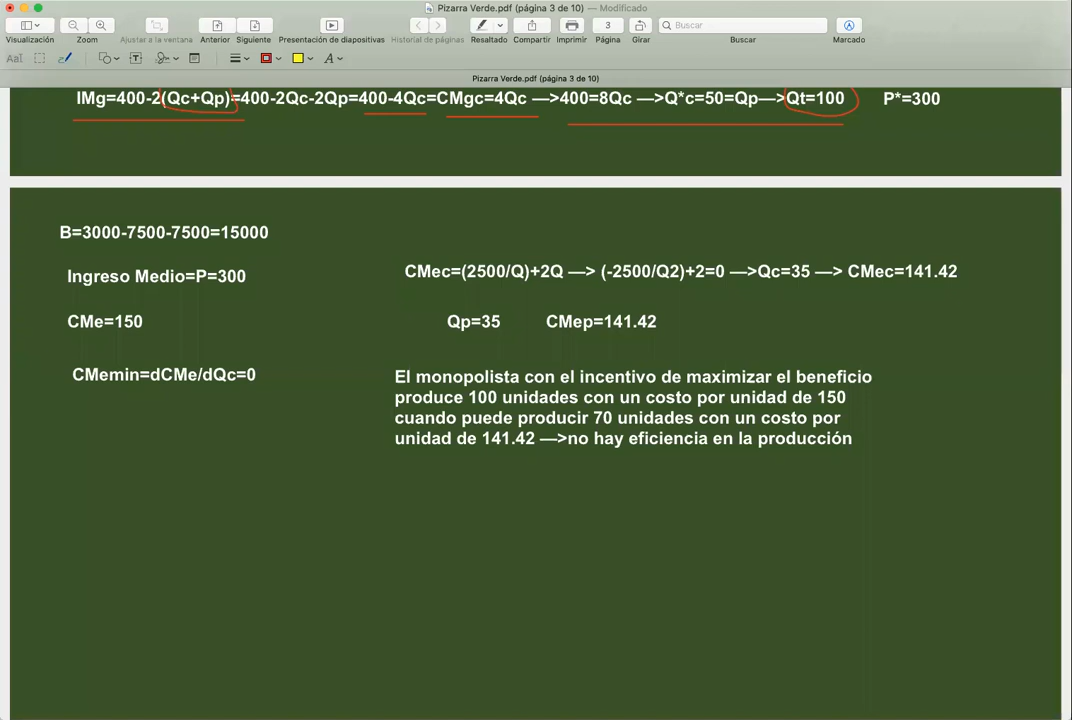 Pizarra Verde.pdf (página 3 de 10) — Modificado
Visualización Zoom Ajustar a la ventana Anterior Siguiente Presentación de diapositivas Historial de páginas Resaltado Compartir Imprimir 3 Página Girar Buscar Buscar Marcado
AaI A
Pizarra Verde.pdf (página 3 de 10)
IMg=400-2(Qc+Qp)=400-2Qc-2Qp=400-4Qc=CMgc=4Qc —>400=8Qc —>Q*c=50=Qp—>Qt=100 P*=300
B=3000-7500-7500=15000
CMec=(2500/Q)+2Q —> (-2500/Q2)+2=0 —>Qc=35 —> CMec=141.42
Ingreso Medio=P=300
CMe=150
Qp=35 CMep=141.42
CMemin=dCMe/dQc=0
El monopolista con el incentivo de maximizar el beneficio
produce 100 unidades con un costo por unidad de 150
cuando puede producir 70 unidades con un costo por
unidad de 141.42 —>no hay eficiencia en la producción